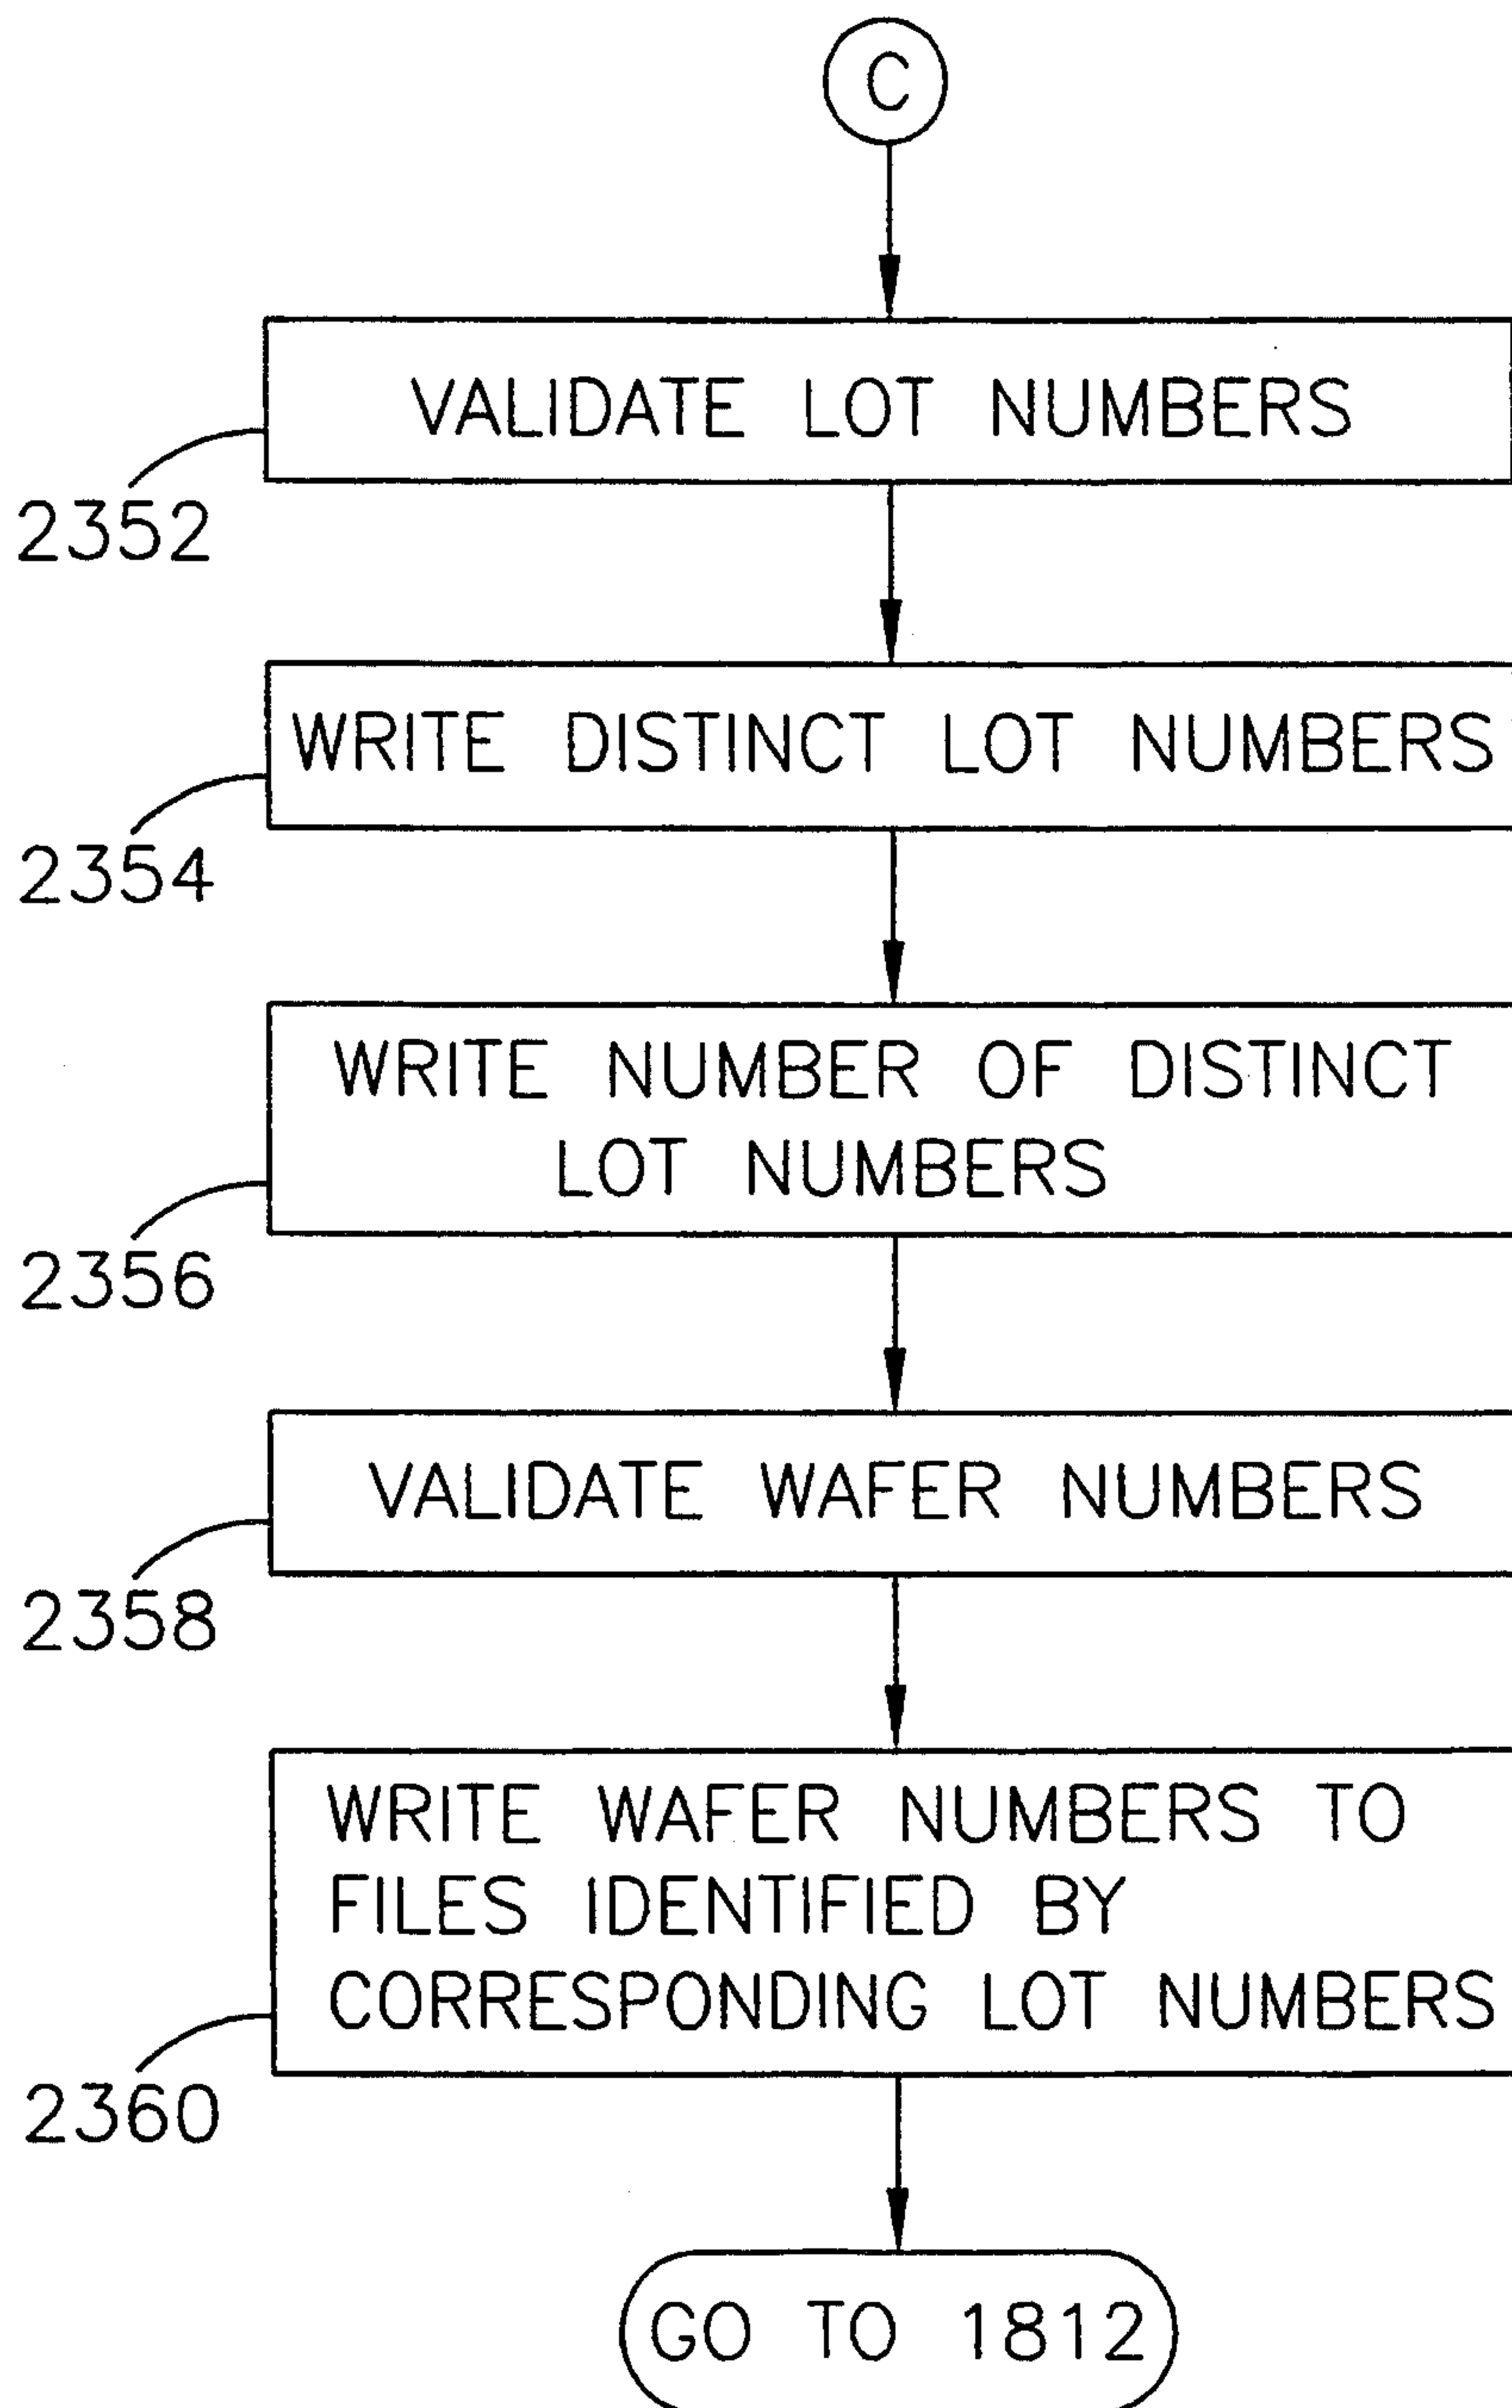 C
VALIDATE LOT NUMBERS
2352
WRITE DISTINCT LOT NUMBERS
2354
WRITE NUMBER OF DISTINCT
LOT NUMBERS
2356
VALIDATE WAFER NUMBERS
2358
WRITE WAFER NUMBERS TO
FILES IDENTIFIED BY
CORRESPONDING LOT NUMBERS
2360
GO TO 1812